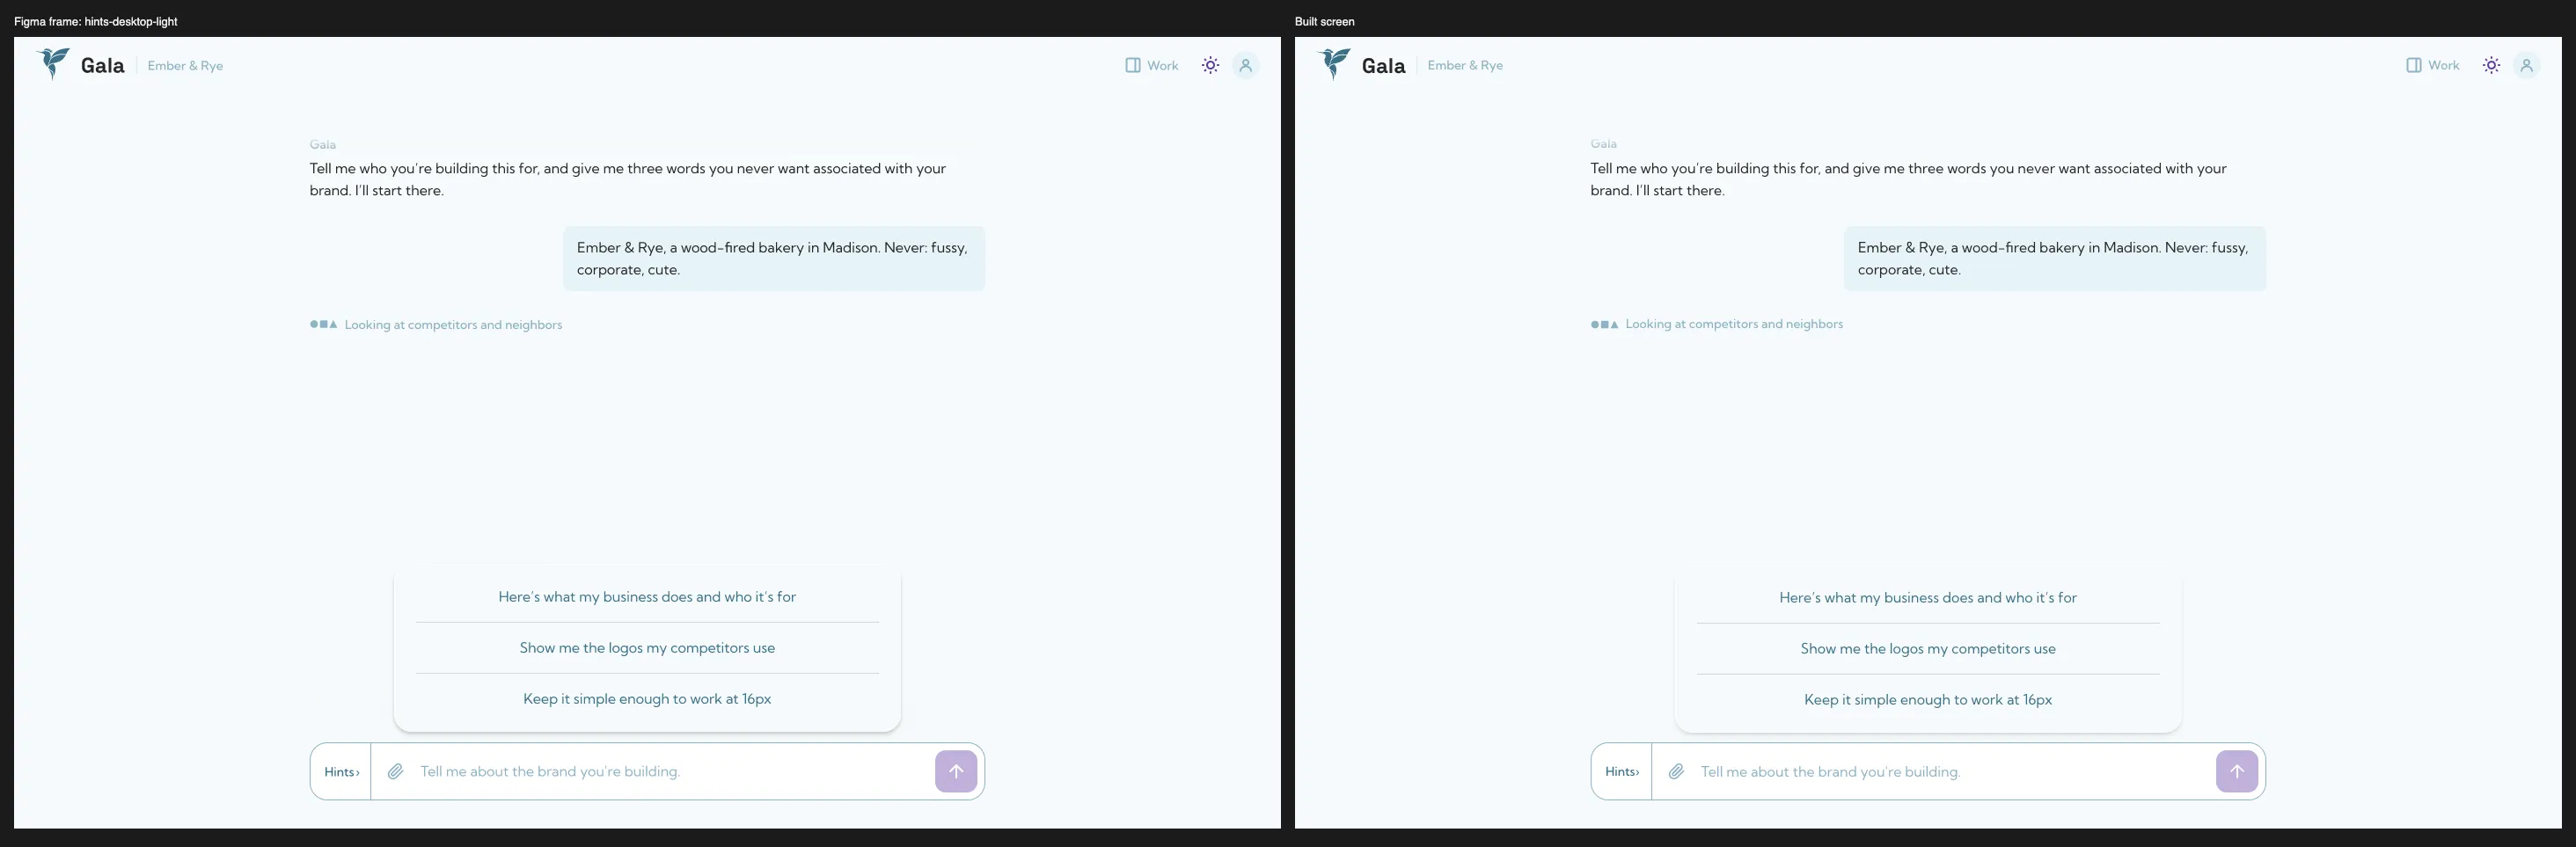 Figma frame: hints-desktop-light
Gala
Ember & Rye
Work
Gala
Tell me who you're building this for, and give me three words you never want associated with your
brand. I'll start there.
Ember & Rye, a wood-fired bakery in Madison. Never: fussy,
corporate, cute.
Looking at competitors and neighbors
Here's what my business does and who it's for
Show me the logos my competitors use
Keep it simple enough to work at 16px
Hints ›
Tell me about the brand you're building.
Built screen
Gala
Ember & Rye
Work
Gala
Tell me who you're building this for, and give me three words you never want associated with your
brand. I'll start there.
Ember & Rye, a wood-fired bakery in Madison. Never: fussy,
corporate, cute.
Looking at competitors and neighbors
Here's what my business does and who it's for
Show me the logos my competitors use
Keep it simple enough to work at 16px
Hints›
Tell me about the brand you're building.